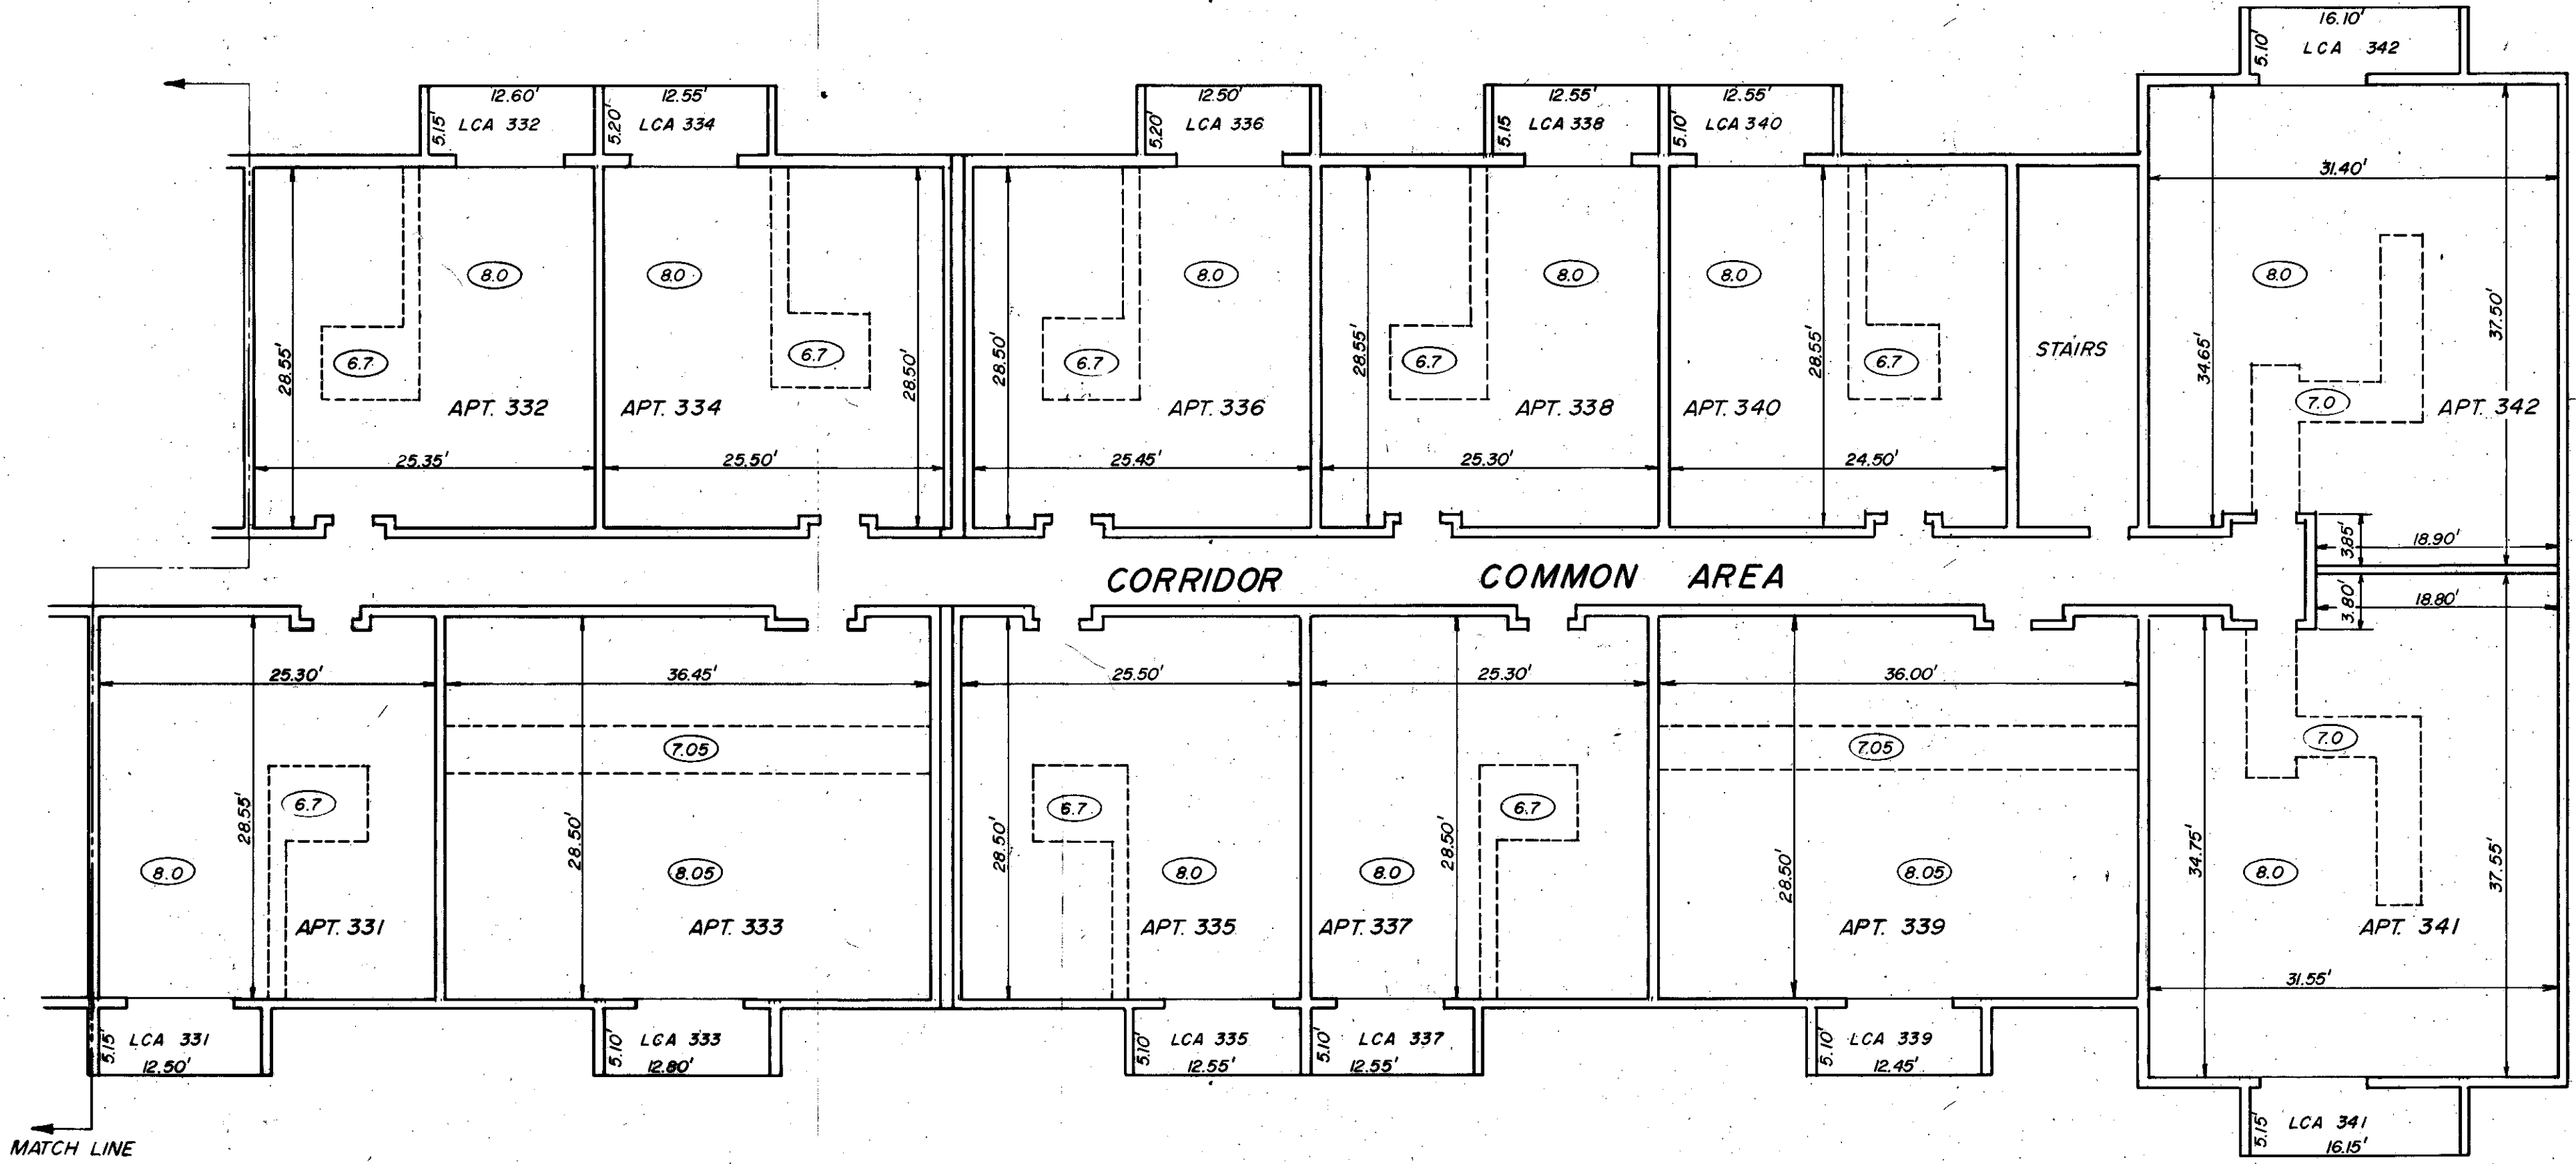 16.10'
5.10'
LCA 342
12.60'
5.15'
LCA 332
12.55'
5.20'
LCA 334
12.50'
5.20'
LCA 336
12.55'
5.15
LCA 338
12.55'
5.10'
LCA 340
28.55'
8.0
6.7
APT. 332
25.35'
8.0
6.7
28.50'
APT. 334
25.50'
28.50'
8.0
6.7
APT. 336
25.45'
28.55'
8.0
6.7
APT. 338
25.30'
8.0
28.55'
6.7
APT. 340
24.50'
STAIRS
31.40'
8.0
34.65'
37.50'
7.0
APT. 342
3.85'
18.90'
CORRIDOR COMMON AREA
3.80'
18.80'
25.30'
28.55'
6.7
8.0
APT. 331
36.45'
7.05
28.50'
8.05
APT. 333
25.50'
28.50'
6.7
8.0
APT. 335
25.30'
28.50'
6.7
8.0
APT. 337
36.00'
7.05
28.50'
8.05
APT. 339
7.0
34.75'
37.55'
8.0
APT. 341
31.55'
5.15'
LCA 331
12.50'
5.10'
LCA 333
12.80'
5.10'
LCA 335
12.55'
5.10'
LCA 337
12.55'
5.10'
LCA 339
12.45'
5.15'
LCA 341
16.15'
MATCH LINE